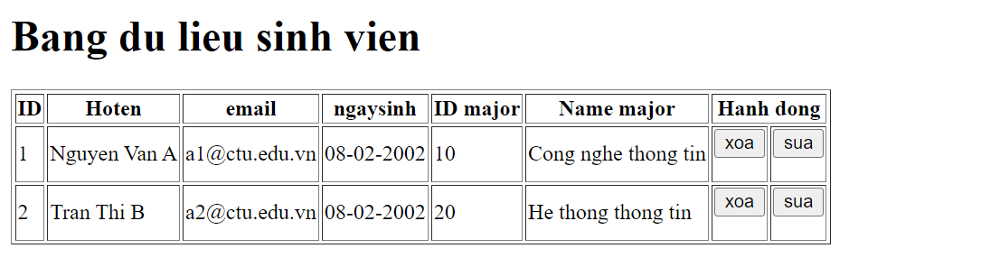 Bang du lieu sinh vien
ID Hoten email ngaysinh ID major Name major Hanh dong
1 Nguyen Van A a1@ctu.edu.vn 08-02-2002 10 Cong nghe thong tin xoa sua
2 Tran Thi B a2@ctu.edu.vn 08-02-2002 20 He thong thong tin xoa sua